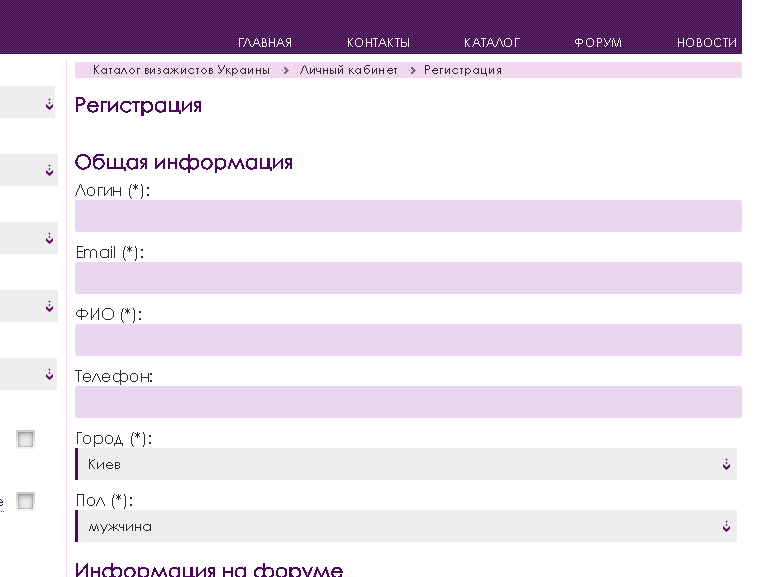 ГЛАВНАЯ КОНТАКТЫ КАТАЛОГ ФОРУМ НОВОСТИ
Каталог визажистов Украины > Личный кабинет > Регистрация
Регистрация
Общая информация
Логин (*):
Email (*):
ФИО (*):
Телефон:
Город (*):
Киев
е
Пол (*):
мужчина
Информация на форуме